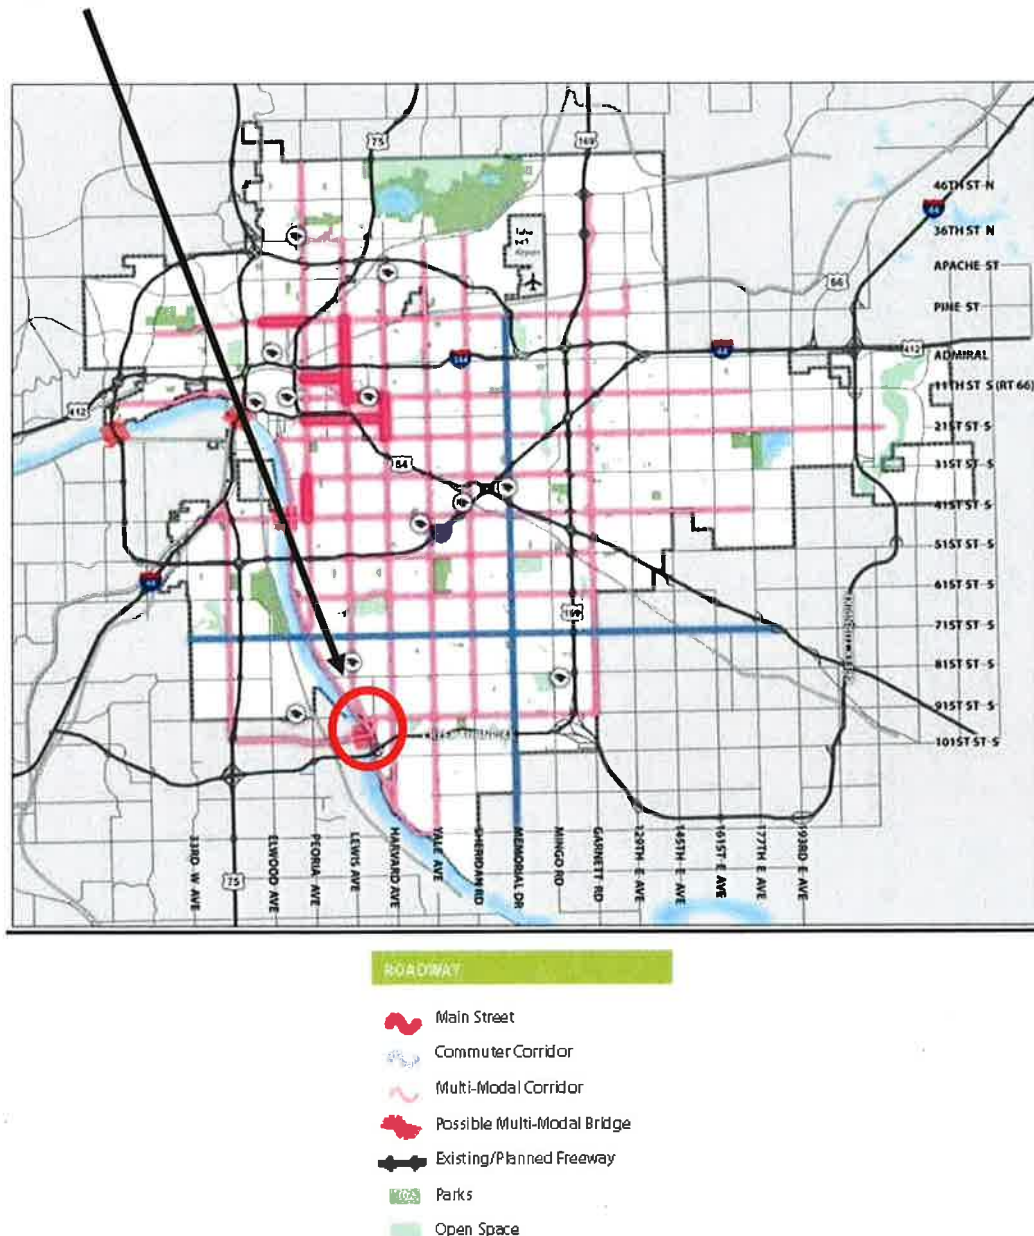 75
169
46TH ST N
44
36TH ST N
APACHE ST
66
PINE ST
412
ADMIRAL
244
44
11TH ST S (RT 66)
412
21ST ST S
64
31ST ST S
41ST ST S
51ST ST S
61ST ST S
169
71ST ST S
81ST ST S
91ST ST S
101ST ST S
75
33RD W AVE
ELWOOD AVE
PEORIA AVE
LEWIS AVE
HARVARD AVE
YALE AVE
SHERIDAN RD
MEMORIAL DR
MINGO RD
GARNETT RD
129TH E AVE
145TH E AVE
161ST E AVE
177TH E AVE
193RD E AVE
ROADWAY
Main Street
Commuter Corridor
Multi-Modal Corridor
Possible Multi-Modal Bridge
Existing/Planned Freeway
Parks
Open Space